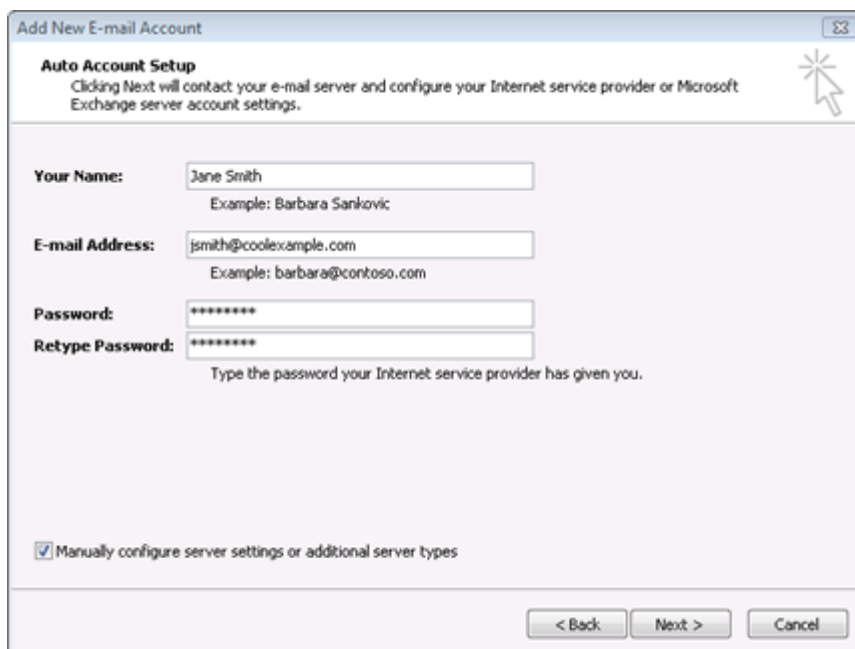 Add New E-mail Account
Auto Account Setup
Clicking Next will contact your e-mail server and configure your Internet service provider or Microsoft
Exchange server account settings.
Your Name: Jane Smith
Example: Barbara Sankovic
E-mail Address: jsmith@coolexample.com
Example: barbara@contoso.com
Password: ********
Retype Password: ********
Type the password your Internet service provider has given you.
Manually configure server settings or additional server types
< Back Next > Cancel